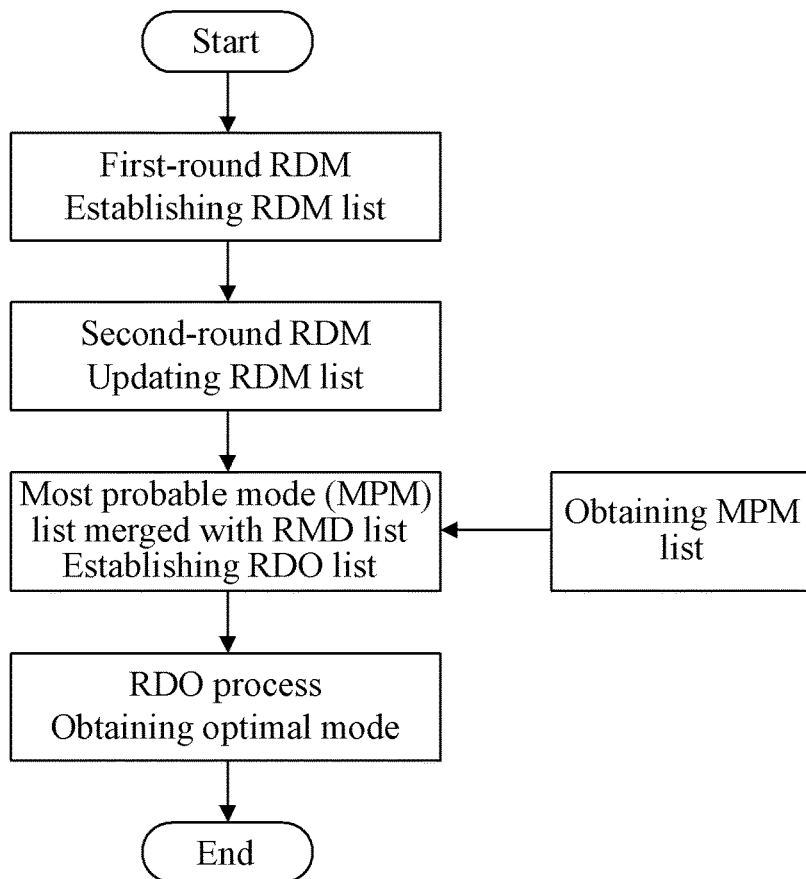 Start
First-round RDM
Establishing RDM list
Second-round RDM
Updating RDM list
Most probable mode (MPM)
list merged with RMD list
Establishing RDO list
Obtaining MPM
list
RDO process
Obtaining optimal mode
End